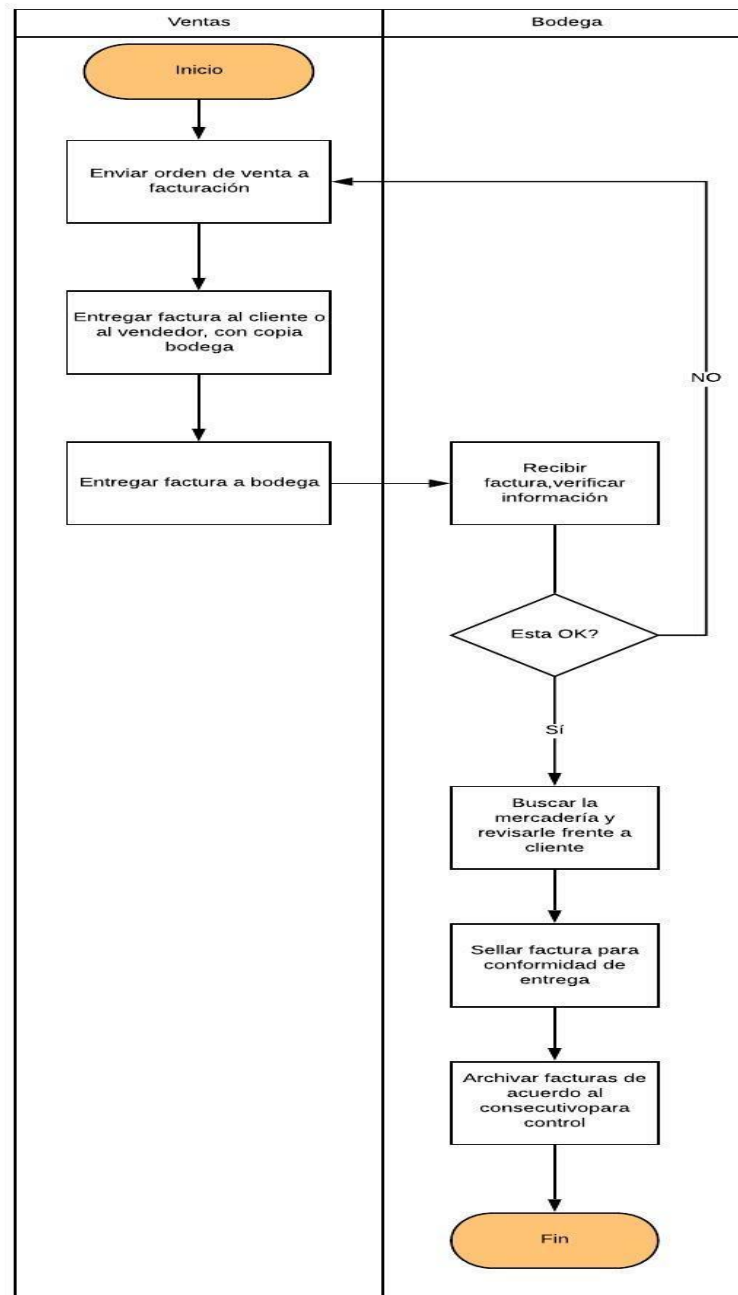 Ventas
Bodega
Inicio
Enviar orden de venta a
facturación
Entregar factura al cliente o
al vendedor, con copia
bodega
NO
Entregar factura a bodega
Recibir
factura,verificar
información
Esta OK?
Sí
Buscar la
mercadería y
revisarle frente a
cliente
Sellar factura para
conformidad de
entrega
Archivar facturas de
acuerdo al
consecutivopara
control
Fin